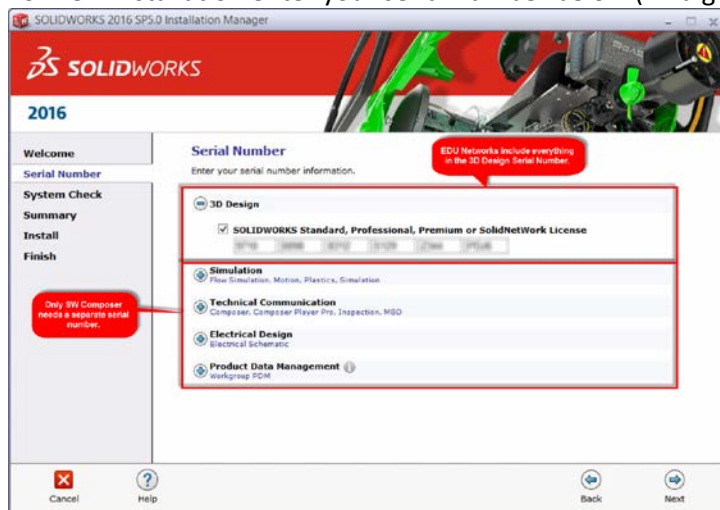 SOLIDWORKS 2016 SP5.0 Installation Manager
SOLIDWORKS
2016
Welcome
Serial Number
System Check
Summary
Install
Finish
Serial Number
Enter your serial number information.
EDU Networks include everything
in the 3D Design Serial Number.
3D Design
SOLIDWORKS Standard, Professional, Premium or SolidNetWork License
Simulation
Flow Simulation, Motion, Plastics, Simulation
Technical Communication
Composer, Composer Player Pro, Inspection, MBD
Electrical Design
Electrical Schematic
Product Data Management
Workgroup PDM
Only SW Composer
needs a separate serial
number.
Cancel
Help
Back
Next